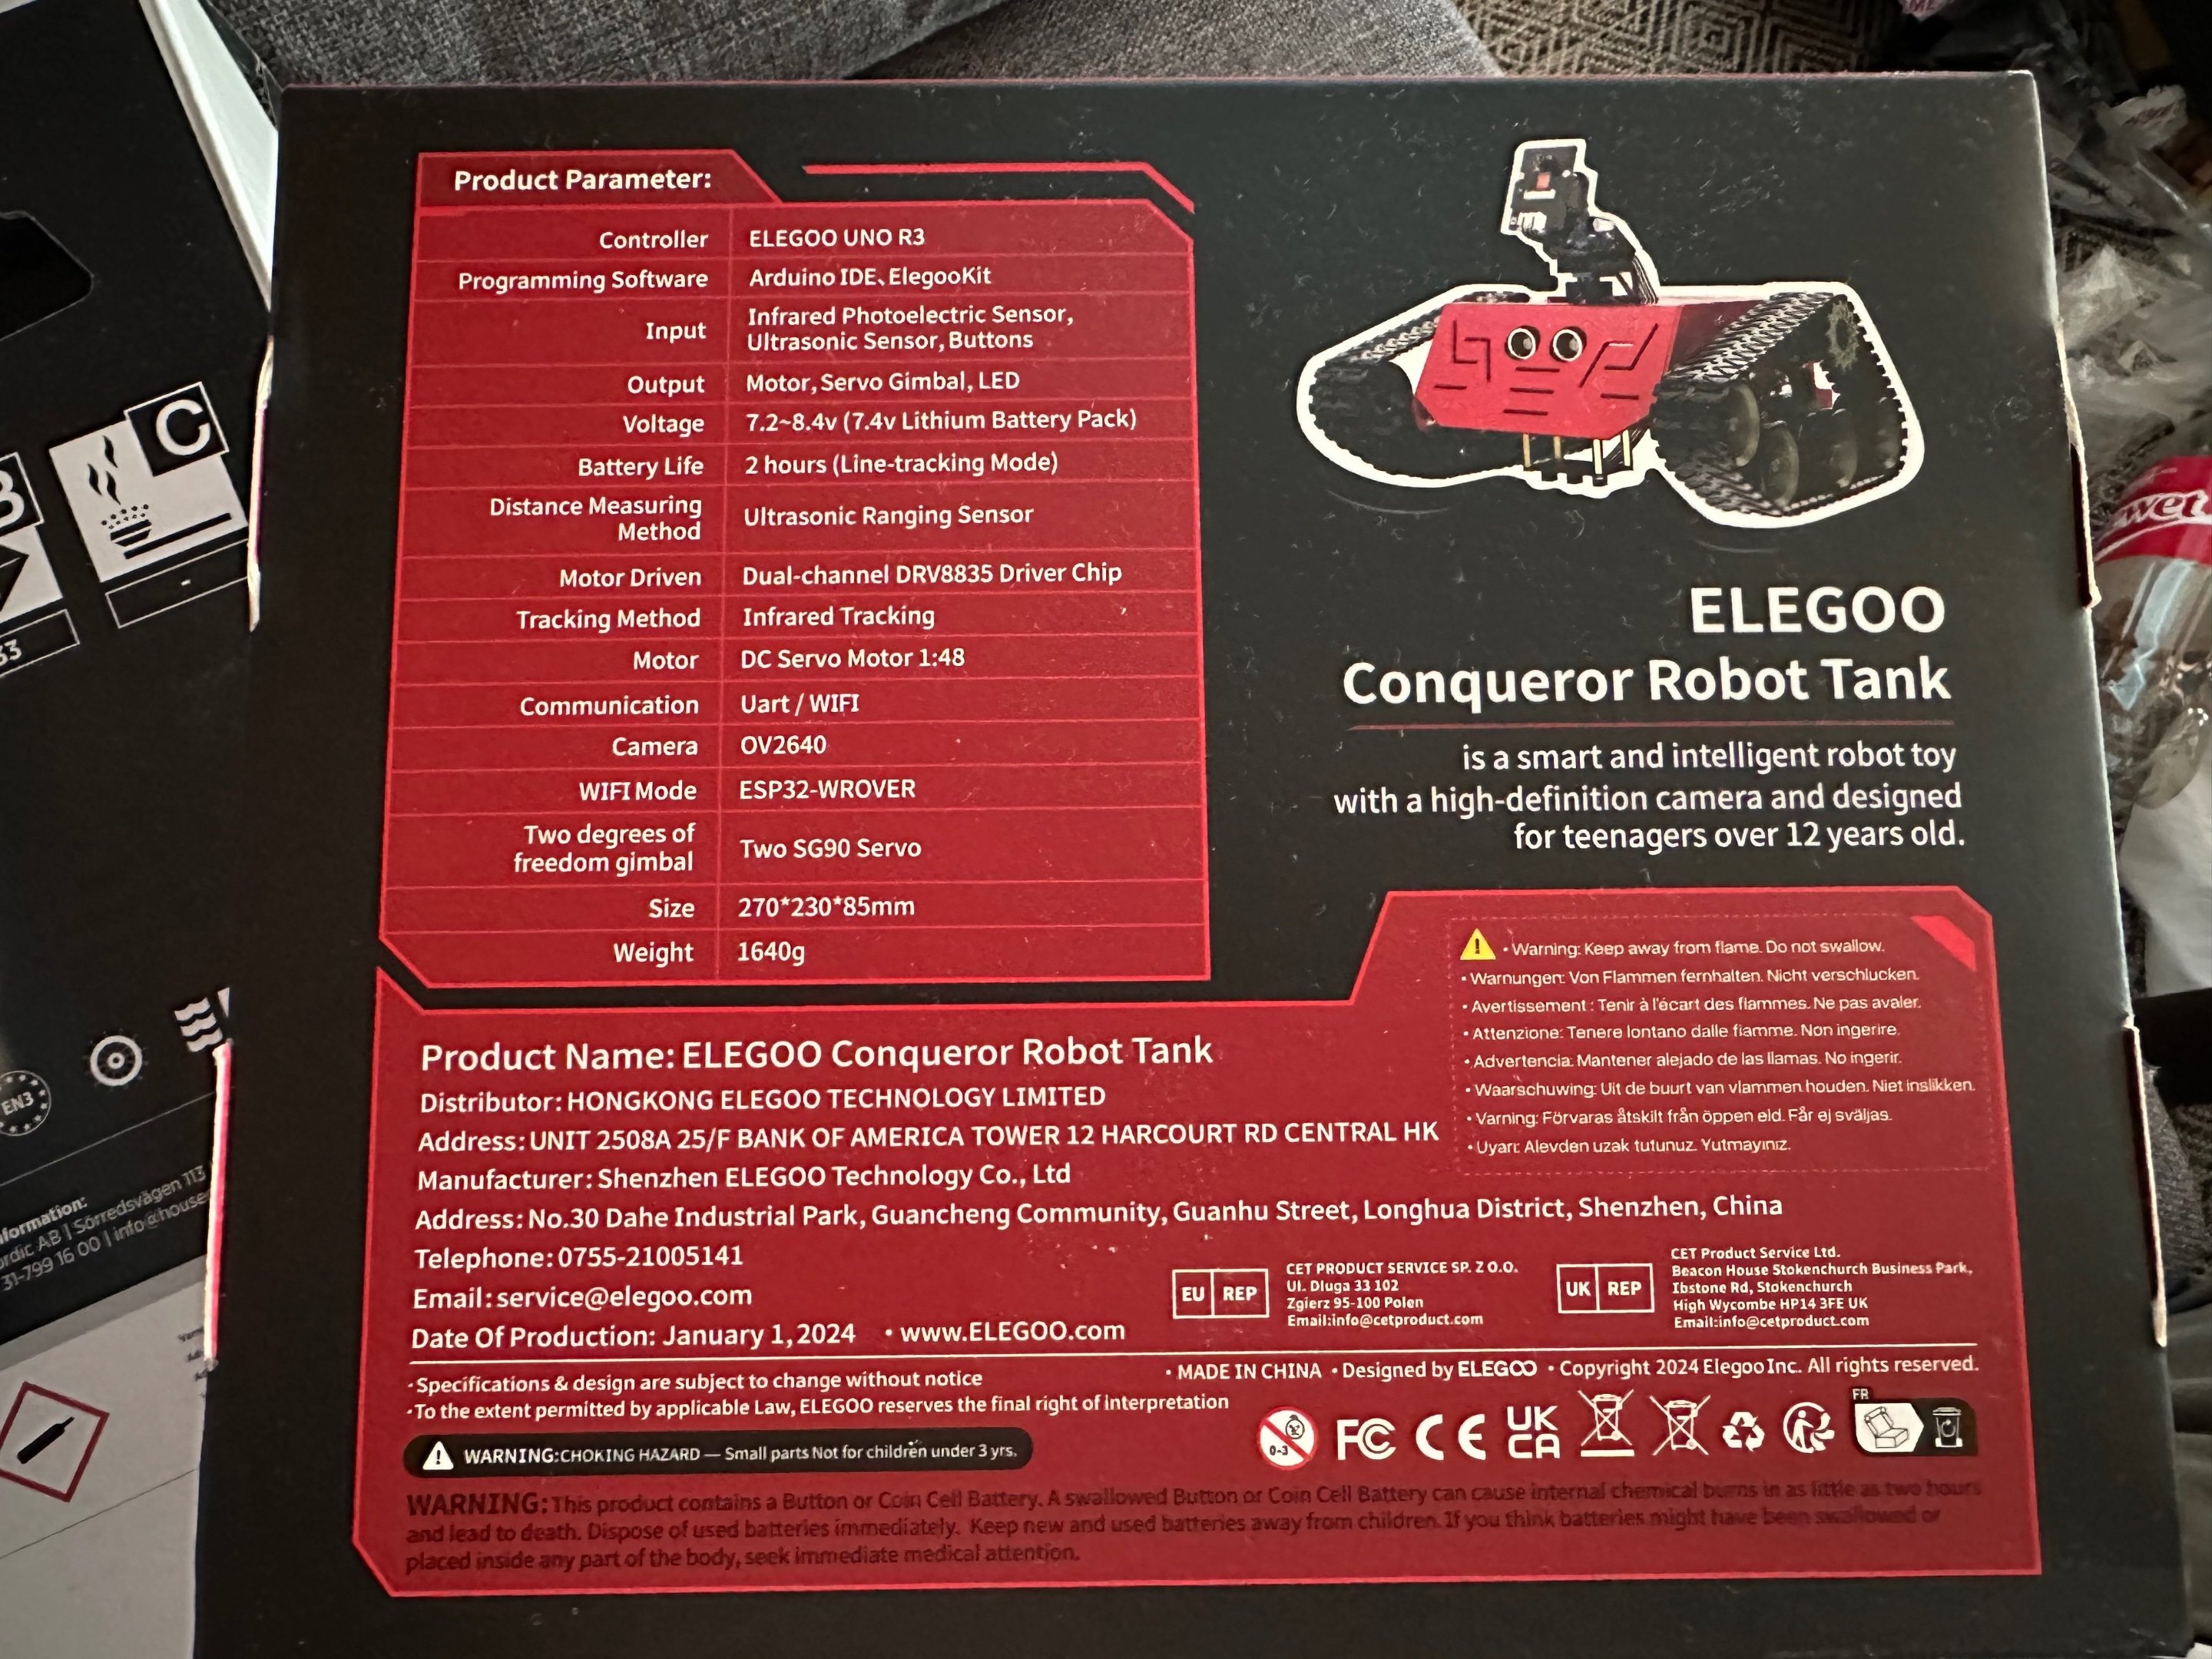 Product Parameter:
Controller ELEGOO UNO R3
Programming Software Arduino IDE、ElegooKit
Input Infrared Photoelectric Sensor,
Ultrasonic Sensor, Buttons
Output Motor, Servo Gimbal, LED
Voltage 7.2~8.4v (7.4v Lithium Battery Pack)
Battery Life 2 hours (Line-tracking Mode)
Distance Measuring
Method Ultrasonic Ranging Sensor
Motor Driven Dual-channel DRV8835 Driver Chip
Tracking Method Infrared Tracking
Motor DC Servo Motor 1:48
Communication Uart / WIFI
Camera OV2640
WIFI Mode ESP32-WROVER
Two degrees of
freedom gimbal Two SG90 Servo
Size 270*230*85mm
Weight 1640g
ELEGOO
Conqueror Robot Tank
is a smart and intelligent robot toy
with a high-definition camera and designed
for teenagers over 12 years old.
• Warning: Keep away from flame. Do not swallow.
• Warnungen: Von Flammen fernhalten. Nicht verschlucken.
• Avertissement : Tenir à l'écart des flammes. Ne pas avaler.
• Attenzione: Tenere lontano dalle fiamme. Non ingerire.
• Advertencia: Mantener alejado de las llamas. No ingerir.
• Waarschuwing: Uit de buurt van vlammen houden. Niet inslikken.
• Varning: Förvaras åtskilt från öppen eld. Får ej sväljas.
• Uyarı: Alevden uzak tutunuz. Yutmayınız.
Product Name: ELEGOO Conqueror Robot Tank
Distributor: HONGKONG ELEGOO TECHNOLOGY LIMITED
Address: UNIT 2508A 25/F BANK OF AMERICA TOWER 12 HARCOURT RD CENTRAL HK
Manufacturer: Shenzhen ELEGOO Technology Co., Ltd
Address: No.30 Dahe Industrial Park, Guancheng Community, Guanhu Street, Longhua District, Shenzhen, China
Telephone: 0755-21005141
Email: service@elegoo.com
Date Of Production: January 1, 2024 • www.ELEGOO.com
EU REP
CET PRODUCT SERVICE SP. Z O.O.
Ul. Dluga 33 102
Zgierz 95-100 Polen
Email:info@cetproduct.com
UK REP
CET Product Service Ltd.
Beacon House Stokenchurch Business Park,
Ibstone Rd, Stokenchurch
High Wycombe HP14 3FE UK
Email:info@cetproduct.com
• MADE IN CHINA • Designed by ELEGOO • Copyright 2024 Elegoo Inc. All rights reserved.
·Specifications & design are subject to change without notice
·To the extent permitted by applicable Law, ELEGOO reserves the final right of interpretation
WARNING:CHOKING HAZARD — Small parts Not for children under 3 yrs.
0-3 FC CE UK
CA FR
WARNING: This product contains a Button or Coin Cell Battery. A swallowed Button or Coin Cell Battery can cause internal chemical burns in as little as two hours
and lead to death. Dispose of used batteries immediately. Keep new and used batteries away from children. If you think batteries might have been swallowed or
placed inside any part of the body, seek immediate medical attention.
B
C
EN3
Sörredsvägen 113
AB | info@house
31-799 16 00